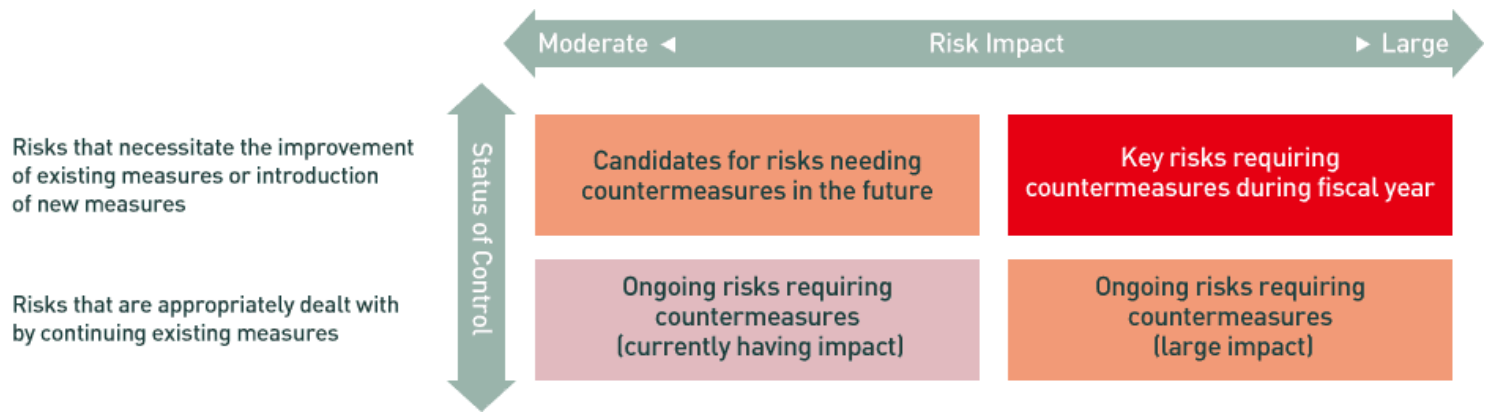 Moderate ◄ Risk Impact ► Large
Risks that necessitate the improvement
of existing measures or introduction
of new measures
Status of Control
Candidates for risks needing
countermeasures in the future
Key risks requiring
countermeasures during fiscal year
Risks that are appropriately dealt with
by continuing existing measures
Ongoing risks requiring
countermeasures
(currently having impact)
Ongoing risks requiring
countermeasures
(large impact)